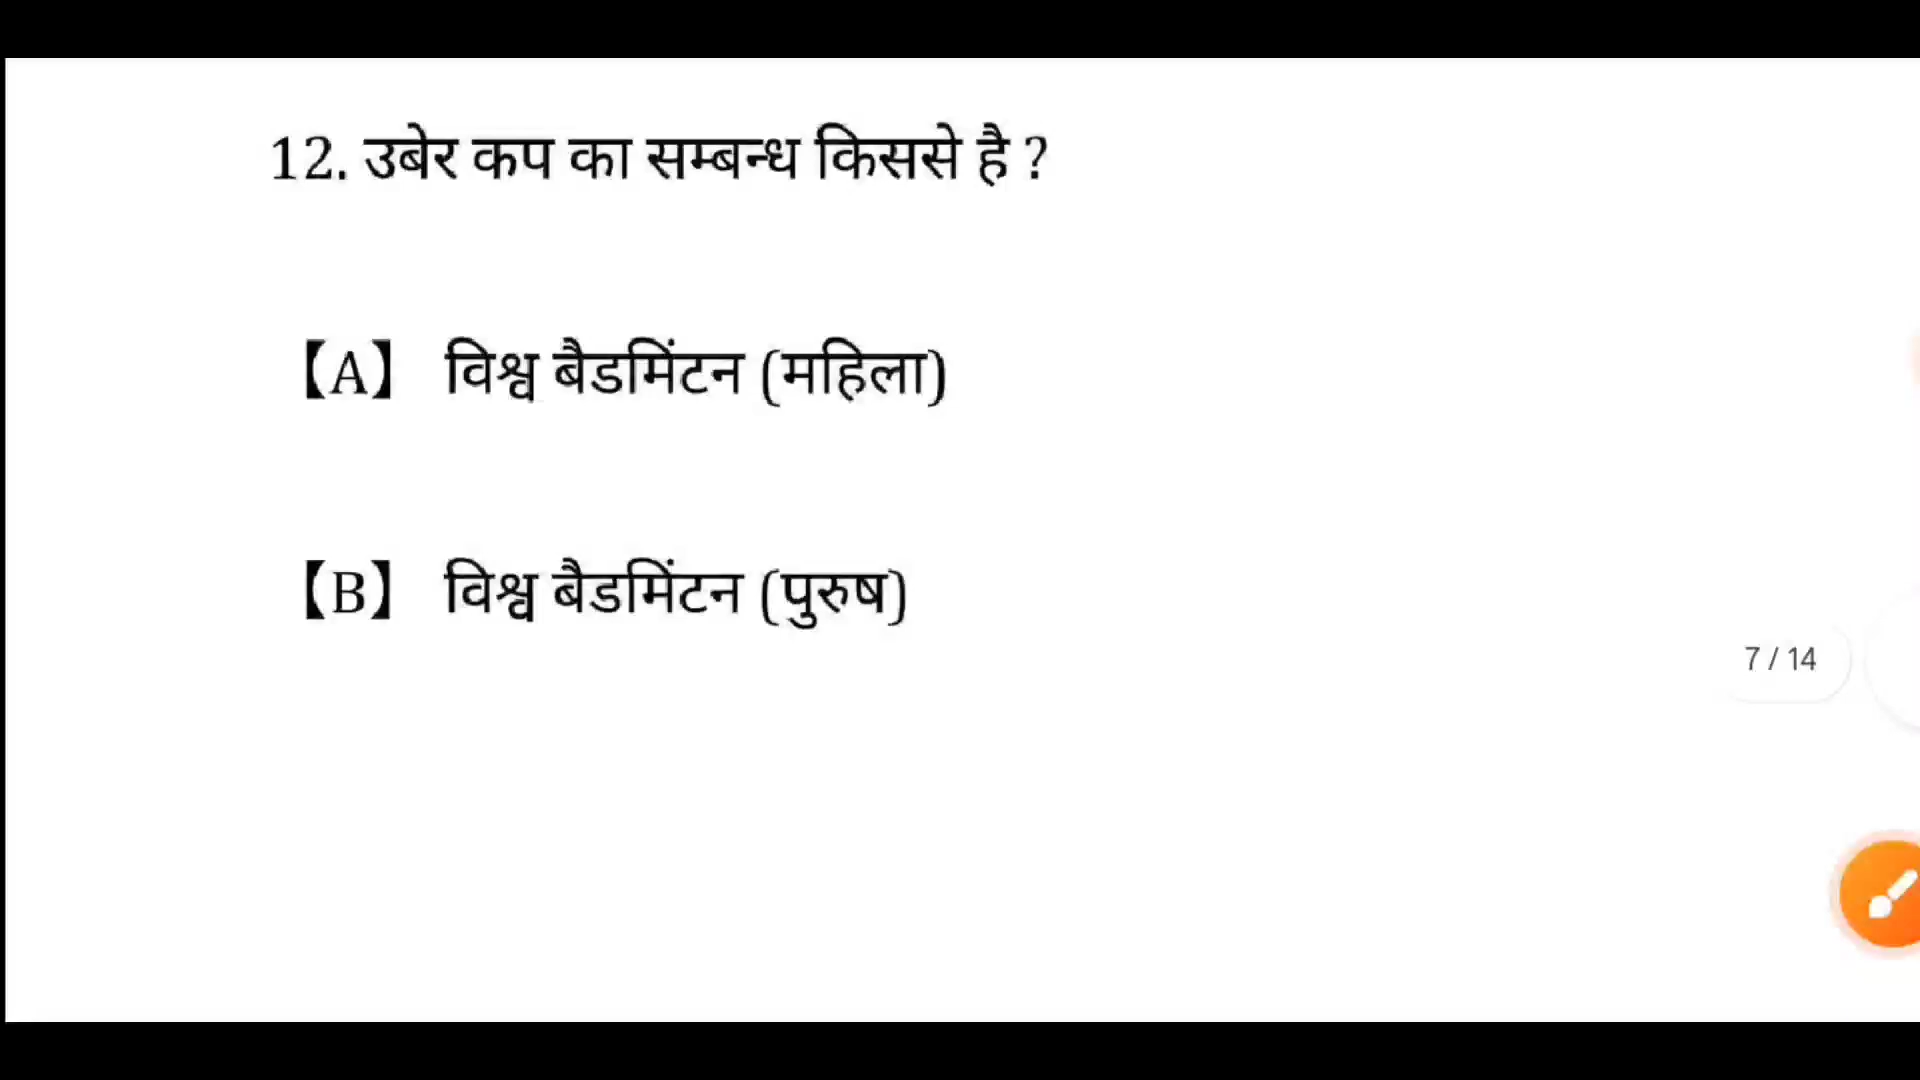 12. उबेर कप का सम्बन्ध किससे है ?
【A】 विश्व बैडमिंटन (महिला)
【B】 विश्व बैडमिंटन (पुरुष)
7 / 14